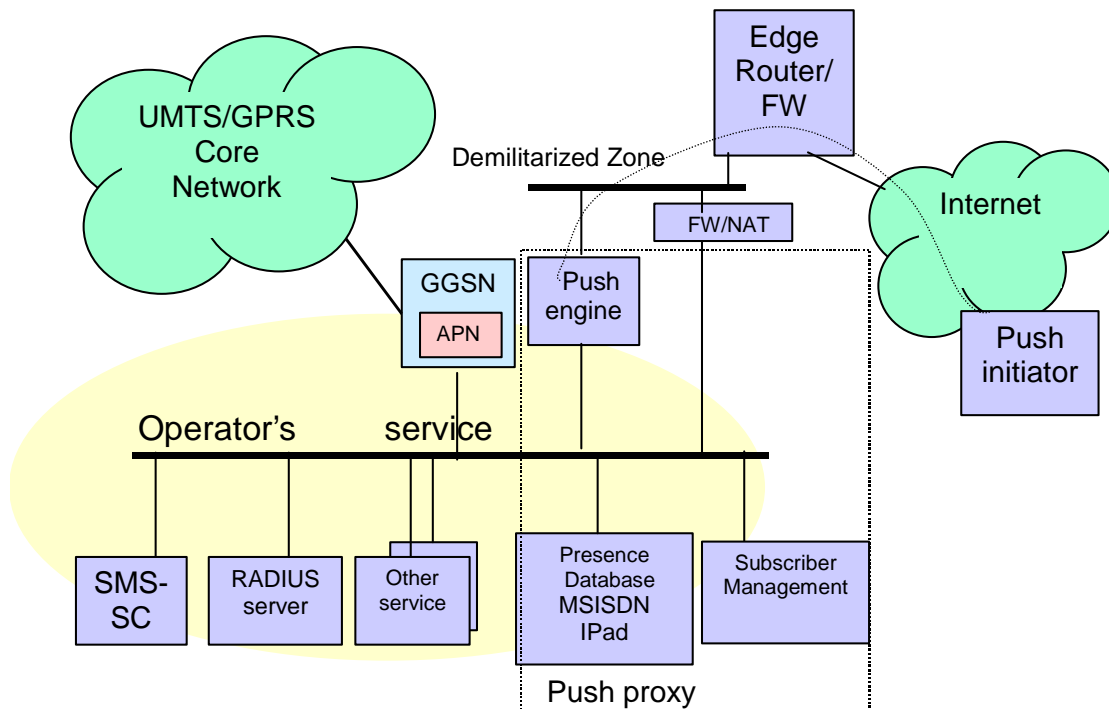 Edge
Router/
FW
UMTS/GPRS
Core
Network
Demilitarized Zone
Internet
FW/NAT
GGSN
APN
Push
engine
Push
initiator
Operator's service
SMS-
SC
RADIUS
server
Other
service
Presence
Database
MSISDN
IPad
Subscriber
Management
Push proxy